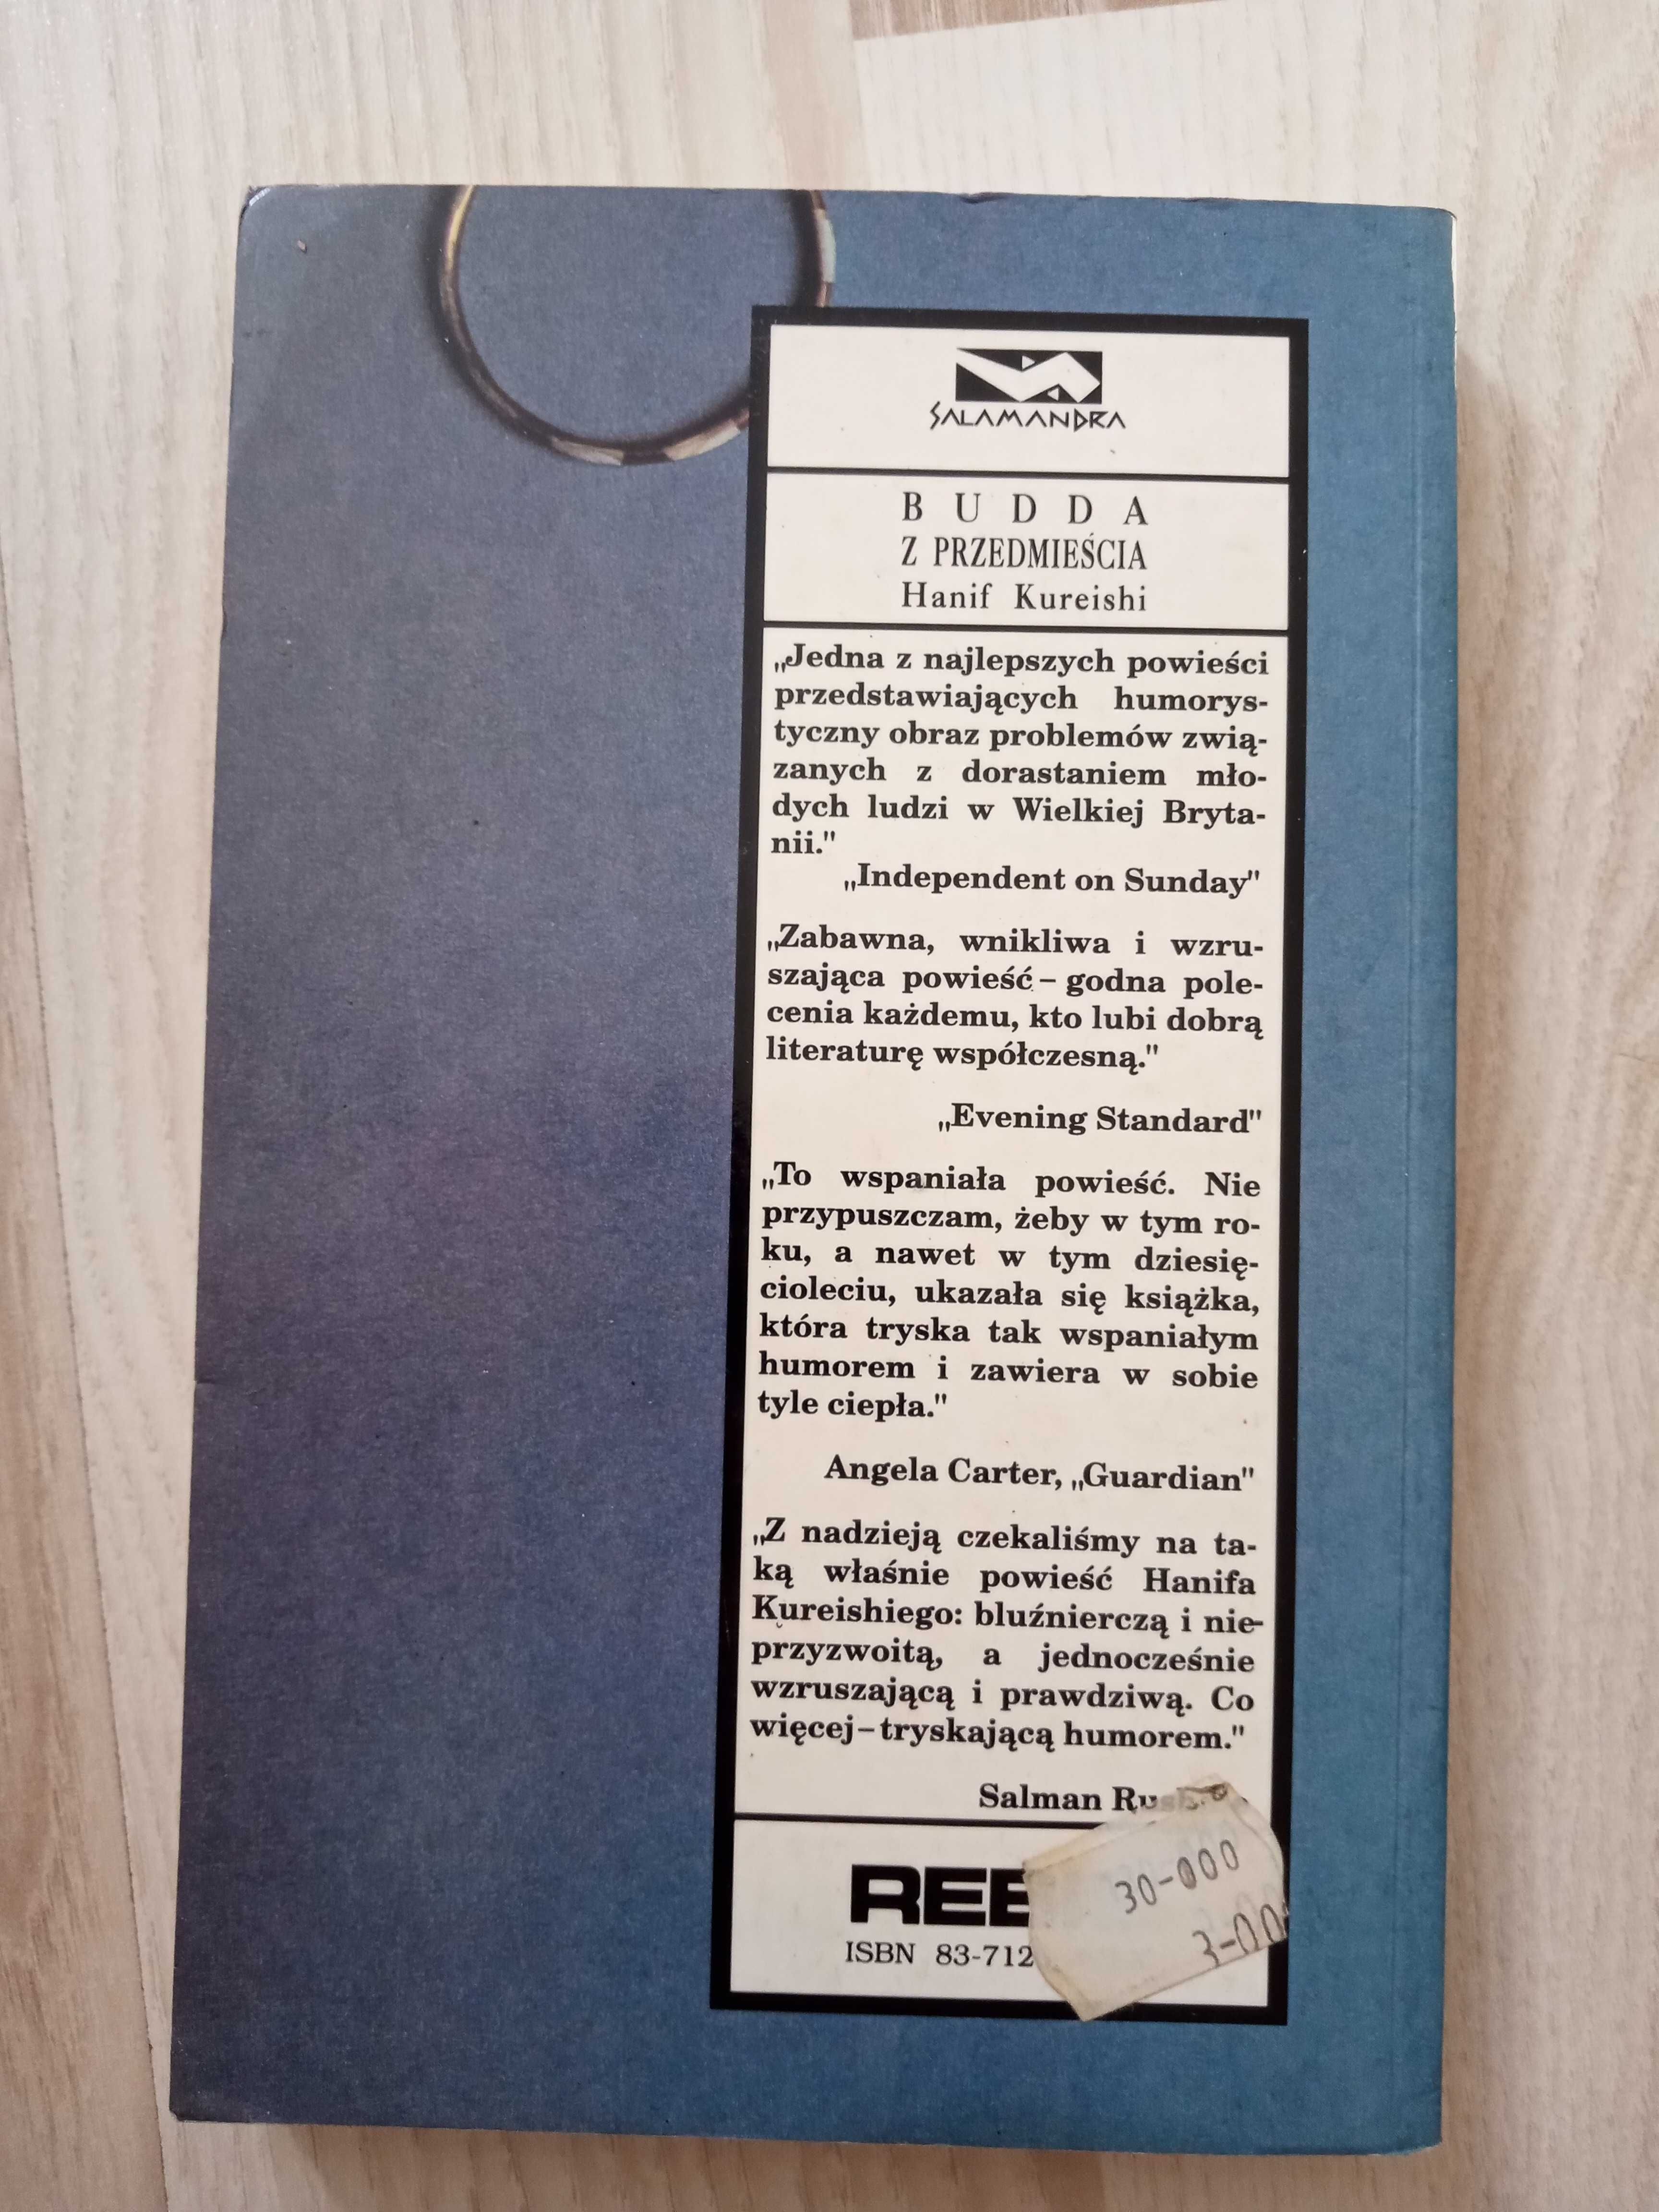 SALAMANDRA
BUDDA
Z PRZEDMIEŚCIA
Hanif Kureishi
„Jedna z najlepszych powieści
przedstawiających humorys-
tyczny obraz problemów zwią-
zanych z dorastaniem mło-
dych ludzi w Wielkiej Bryta-
nii."
„Independent on Sunday"
„Zabawna, wnikliwa i wzru-
szająca powieść – godna pole-
cenia każdemu, kto lubi dobrą
literaturę współczesną."
„Evening Standard"
„To wspaniała powieść. Nie
przypuszczam, żeby w tym ro-
ku, a nawet w tym dziesię-
cioleciu, ukazała się książka,
która tryska tak wspaniałym
humorem i zawiera w sobie
tyle ciepła."
Angela Carter, „Guardian"
„Z nadzieją czekaliśmy na ta-
ką właśnie powieść Hanifa
Kureishiego: bluźnierczą i nie-
przyzwoitą, a jednocześnie
wzruszającą i prawdziwą. Co
więcej – tryskającą humorem."
Salman
30-000
3-00
ISBN 83-712